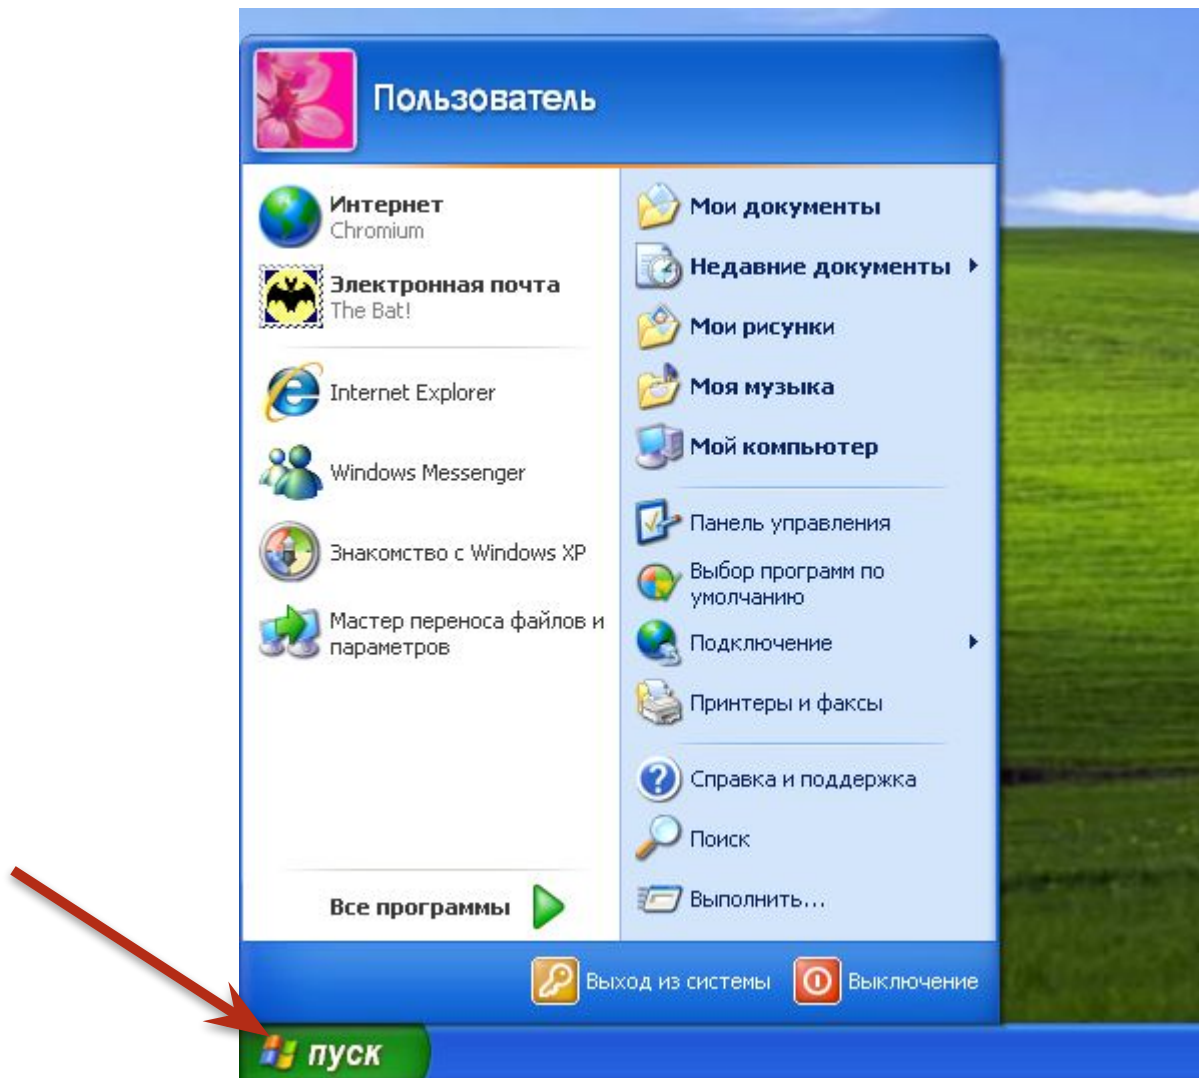 Пользователь
Интернет
Chromium
Электронная почта
The Bat!
Internet Explorer
Windows Messenger
Знакомство с Windows XP
Мастер переноса файлов и
параметров
Все программы
Мои документы
Недавние документы
Мои рисунки
Моя музыка
Мой компьютер
Панель управления
Выбор программ по
умолчанию
Подключение
Принтеры и факсы
Справка и поддержка
Поиск
Выполнить...
Выход из системы
Выключение
пуск